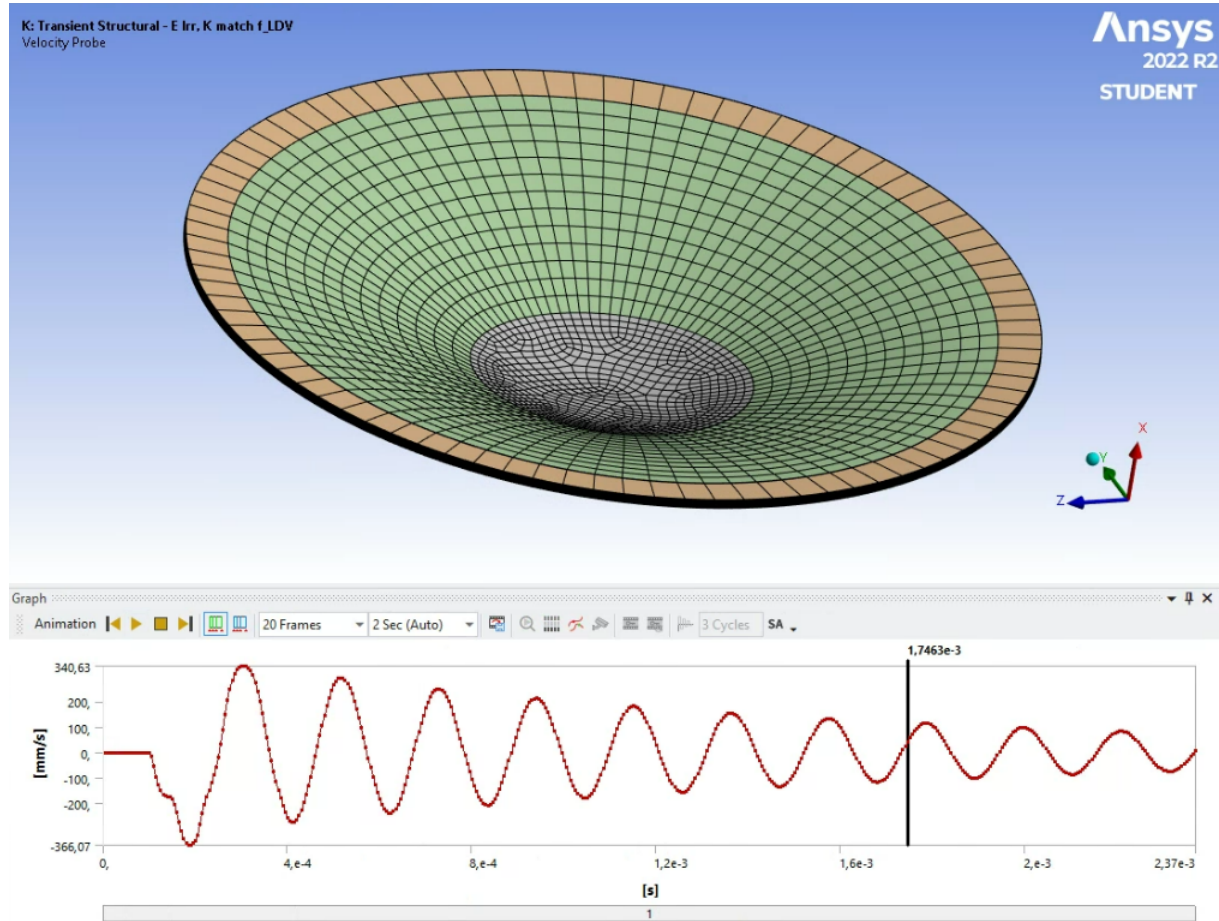 K: Transient Structural - E Irr, K match f_LDV
Velocity Probe
Ansys
2022 R2
STUDENT
X
Y
Z
Graph
Animation 20 Frames 2 Sec (Auto) 3 Cycles SA
1,7463e-3
340,63
200,
100,
0,
-100,
-200,
-366,07
[mm/s]
0, 4,e-4 8,e-4 1,2e-3 1,6e-3 2,e-3 2,37e-3
[s]
1